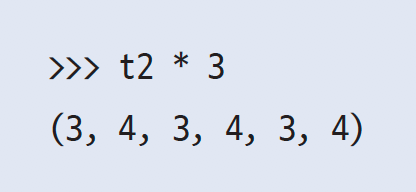 >>> t2 * 3
(3, 4, 3, 4, 3, 4)